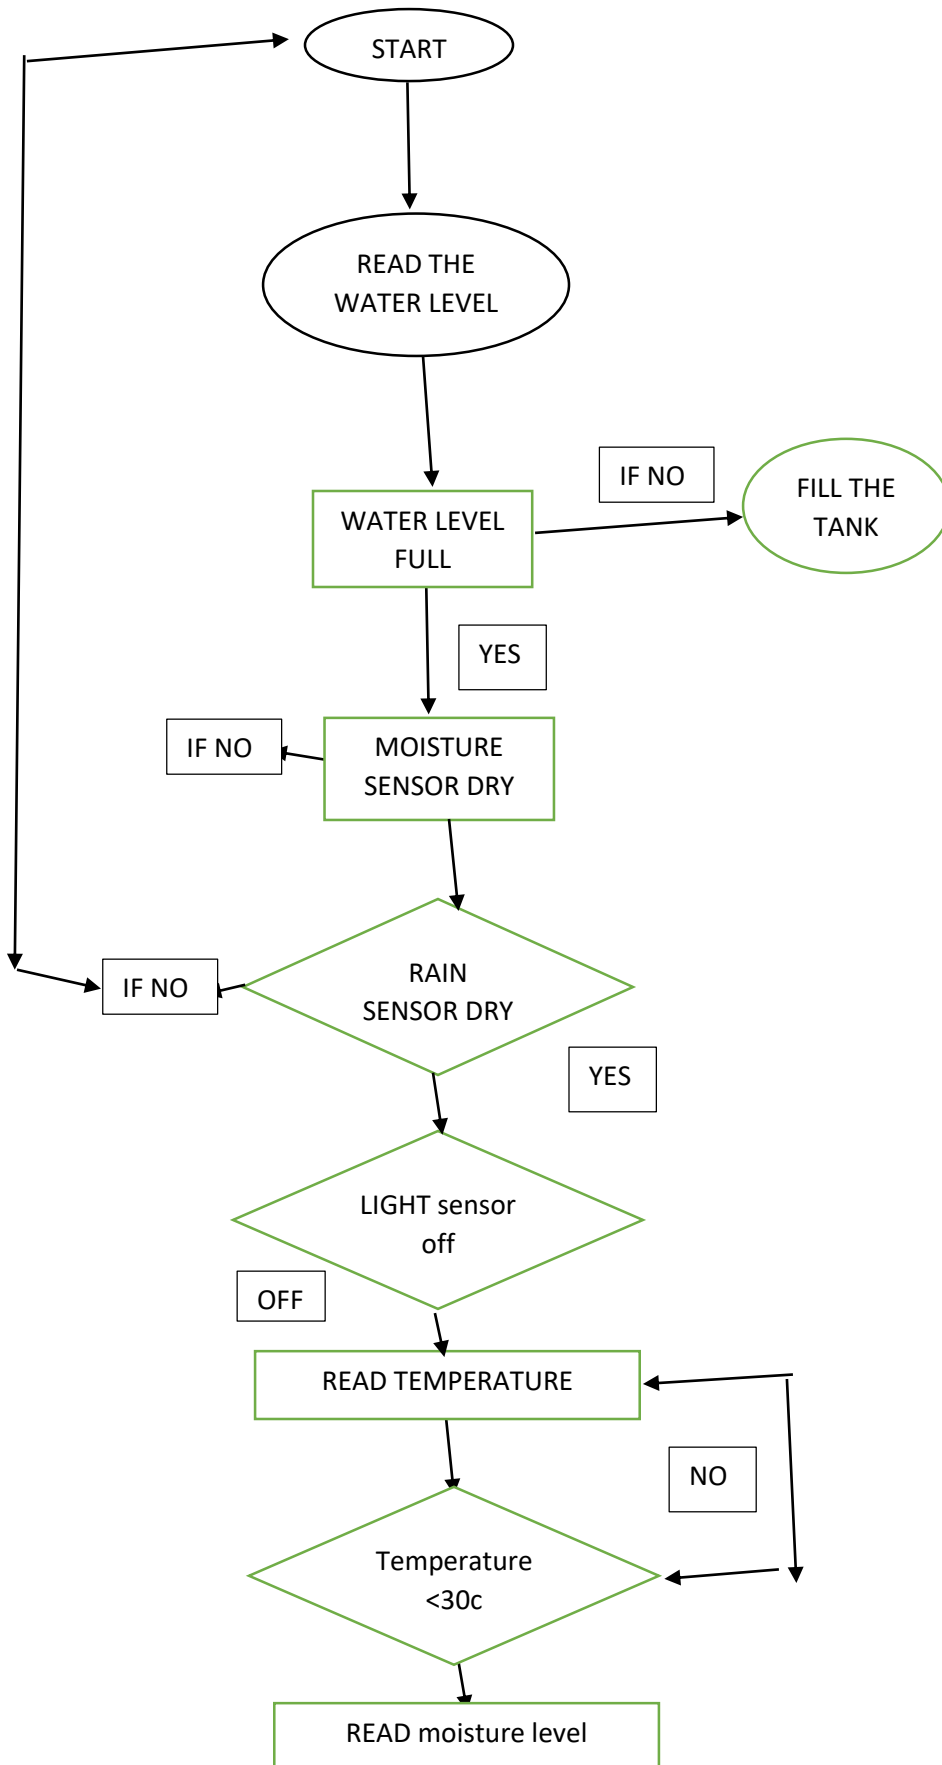 START
READ THE
WATER LEVEL
IF NO
FILL THE
TANK
WATER LEVEL
FULL
YES
IF NO
MOISTURE
SENSOR DRY
RAIN
SENSOR DRY
IF NO
YES
LIGHT sensor
off
OFF
READ TEMPERATURE
NO
Temperature
<30c
READ moisture level